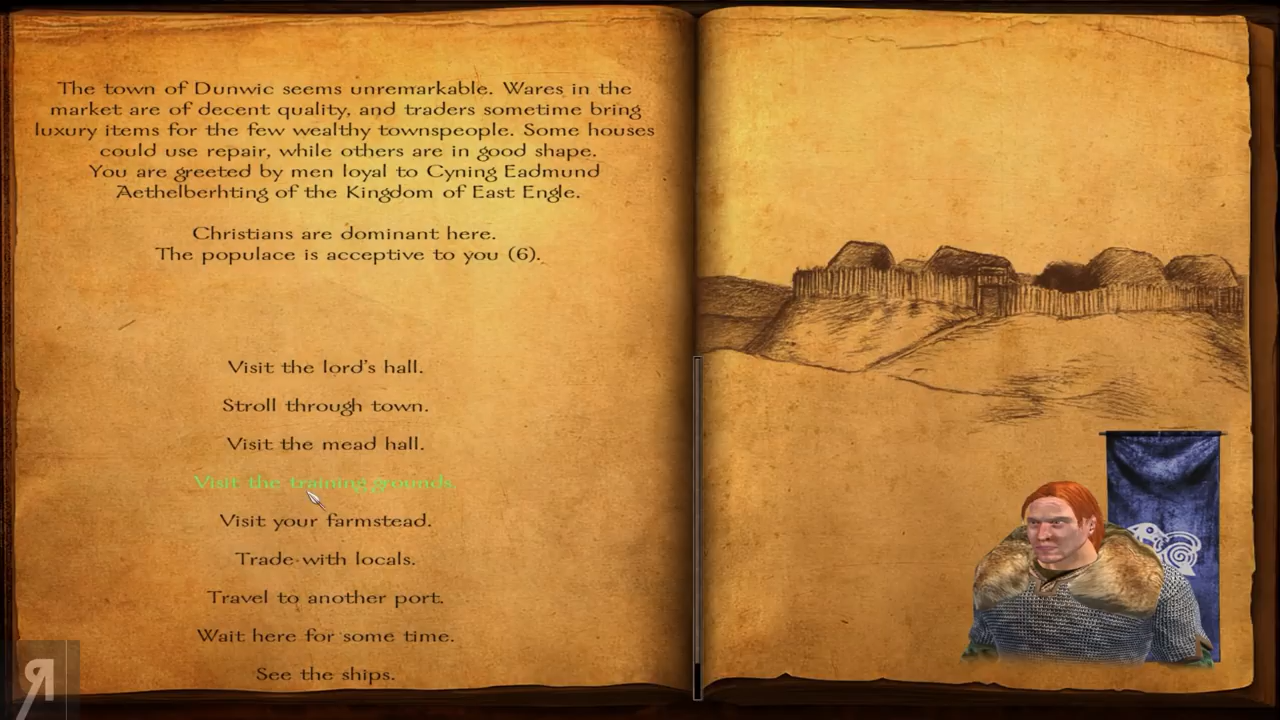 The town of Dunwic seems unremarkable. Wares in the
market are of decent quality, and traders sometime bring
luxury items for the few wealthy townspeople. Some houses
could use repair, while others are in good shape.
You are greeted by men loyal to Cyning Eadmund
Aethelberhting of the Kingdom of East Engle.
Christians are dominant here.
The populace is acceptive to you (6).
Visit the lord's hall.
Stroll through town.
Visit the mead hall.
Visit the training grounds.
Visit your farmstead.
Trade with locals.
Travel to another port.
Wait here for some time.
See the ships.